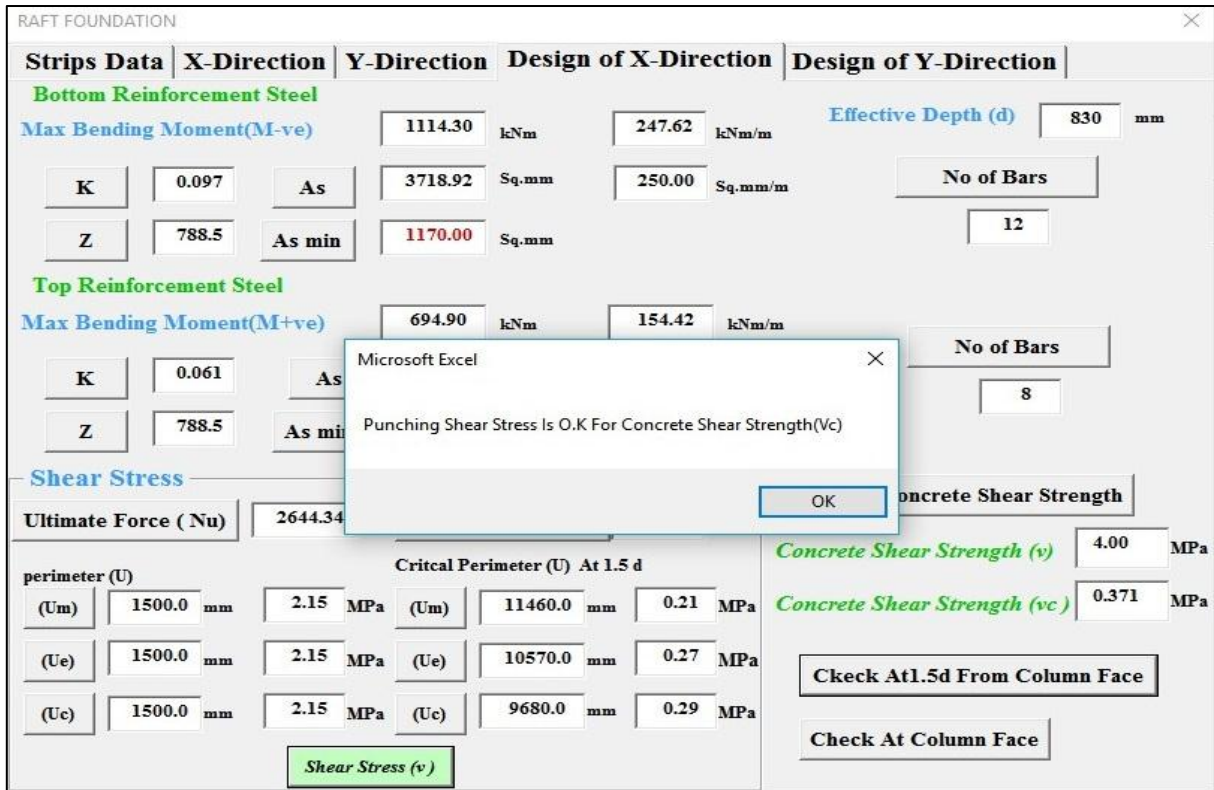 RAFT FOUNDATION
Strips Data X-Direction Y-Direction Design of X-Direction Design of Y-Direction
Bottom Reinforcement Steel
Max Bending Moment(M-ve) 1114.30 kNm 247.62 kNm/m Effective Depth (d) 830 mm
K 0.097 As 3718.92 Sq.mm 250.00 Sq.mm/m No of Bars
Z 788.5 As min 1170.00 Sq.mm 12
Top Reinforcement Steel
Max Bending Moment(M+ve) 694.90 kNm 154.42 kNm/m
No of Bars
K 0.061 As 8
Z 788.5
Microsoft Excel
Punching Shear Stress Is O.K For Concrete Shear Strength(Vc)
OK
Shear Stress
Ultimate Force ( Nu) 2644.34 Shear Strength
Concrete Shear Strength (v) 4.00 MPa
perimeter (U) Critcal Perimeter (U) At 1.5 d
(Um) 1500.0 mm 2.15 MPa (Um) 11460.0 mm 0.21 MPa Concrete Shear Strength (vc ) 0.371 MPa
(Ue) 1500.0 mm 2.15 MPa (Ue) 10570.0 mm 0.27 MPa
Ckeck At1.5d From Column Face
(Uc) 1500.0 mm 2.15 MPa (Uc) 9680.0 mm 0.29 MPa
Check At Column Face
Shear Stress (v )